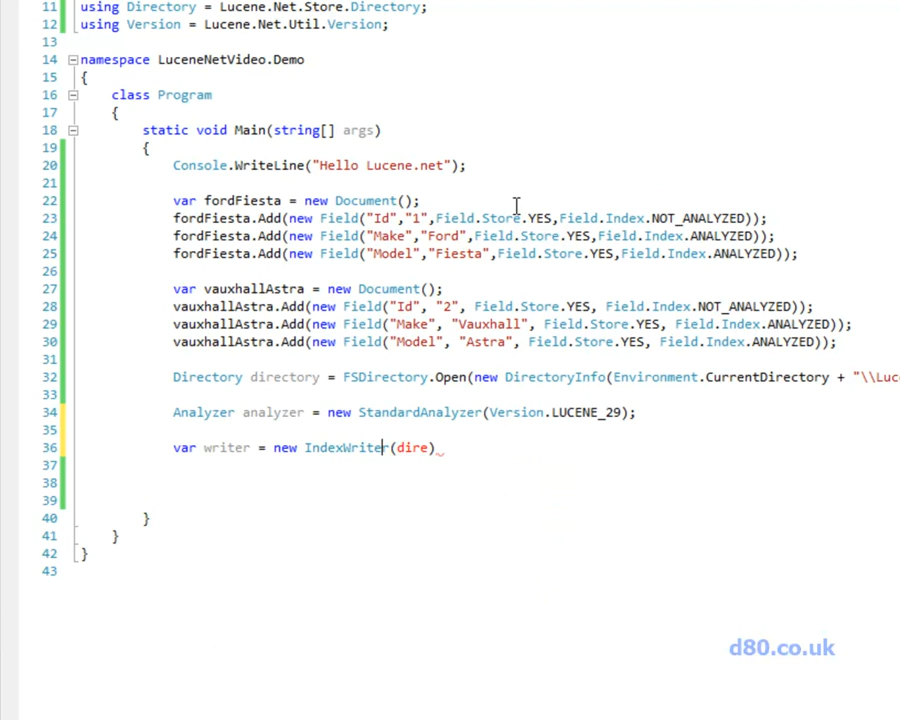 11 using Directory = Lucene.Net.Store.Directory;
12 using Version = Lucene.Net.Util.Version;
13
14 namespace LuceneNetVideo.Demo
15 {
16 class Program
17 {
18 static void Main(string[] args)
19 {
20 Console.WriteLine("Hello Lucene.net");
21
22 var fordFiesta = new Document();
23 fordFiesta.Add(new Field("Id","1",Field.Store.YES,Field.Index.NOT_ANALYZED));
24 fordFiesta.Add(new Field("Make","Ford",Field.Store.YES,Field.Index.ANALYZED));
25 fordFiesta.Add(new Field("Model","Fiesta",Field.Store.YES,Field.Index.ANALYZED));
26
27 var vauxhallAstra = new Document();
28 vauxhallAstra.Add(new Field("Id", "2", Field.Store.YES, Field.Index.NOT_ANALYZED));
29 vauxhallAstra.Add(new Field("Make", "Vauxhall", Field.Store.YES, Field.Index.ANALYZED));
30 vauxhallAstra.Add(new Field("Model", "Astra", Field.Store.YES, Field.Index.ANALYZED));
31
32 Directory directory = FSDirectory.Open(new DirectoryInfo(Environment.CurrentDirectory + "\\Luc
33
34 Analyzer analyzer = new StandardAnalyzer(Version.LUCENE_29);
35
36 var writer = new IndexWriter(dire)
37
38
39
40 }
41 }
42 }
43
d80.co.uk